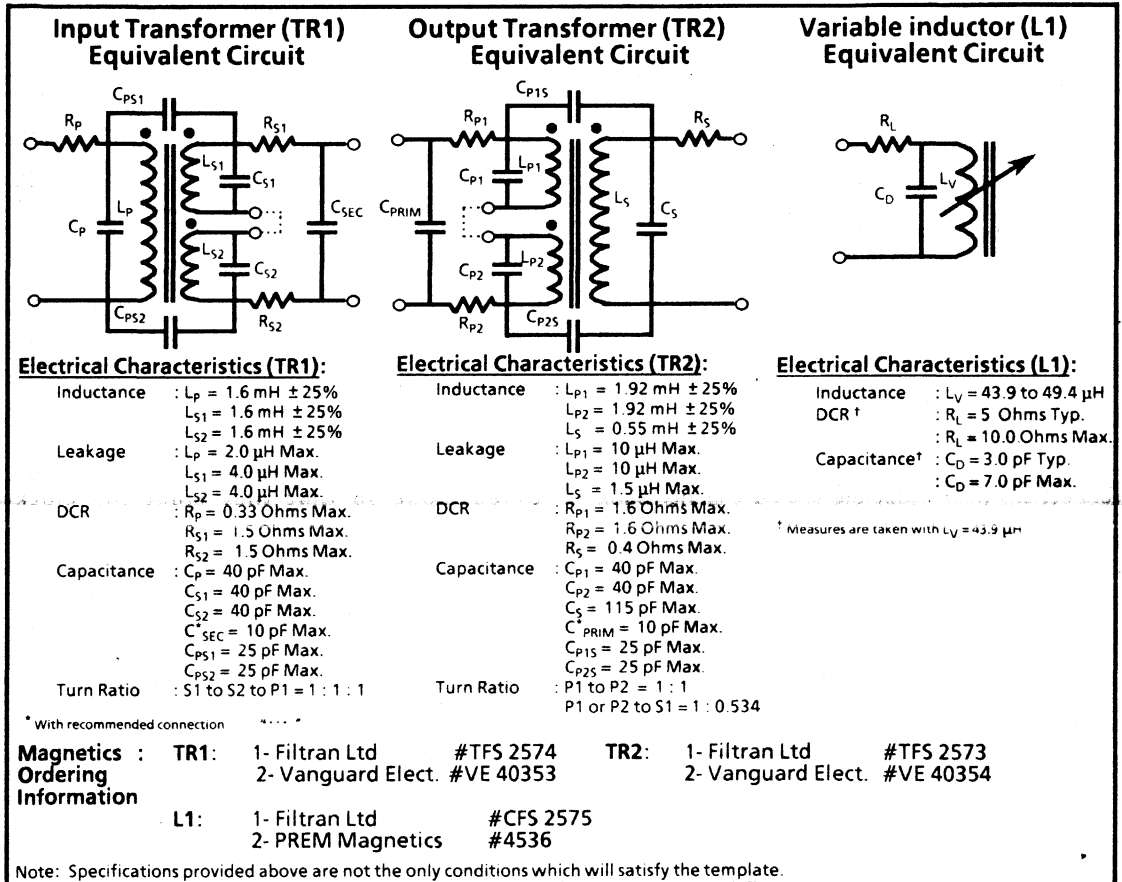 Input Transformer (TR1)
Equivalent Circuit
CPS1
RP
RS1
LS1
CS1
LP
CP
CSEC
LS2
CS2
CPS2
RS2
Output Transformer (TR2)
Equivalent Circuit
CP1S
RP1
RS
LP1
CP1
LS
CPRIM
CS
LP2
CP2
RP2
CP2S
Variable inductor (L1)
Equivalent Circuit
RL
LV
CD
Electrical Characteristics (TR1):
Inductance : LP = 1.6 mH ±25%
LS1 = 1.6 mH ±25%
LS2 = 1.6 mH ±25%
Leakage : LP = 2.0 µH Max.
LS1 = 4.0 µH Max.
LS2 = 4.0 µH Max.
DCR : RP = 0.33 Ohms Max.
RS1 = 1.5 Ohms Max.
RS2 = 1.5 Ohms Max.
Capacitance : CP = 40 pF Max.
CS1 = 40 pF Max.
CS2 = 40 pF Max.
C*SEC = 10 pF Max.
CPS1 = 25 pF Max.
CPS2 = 25 pF Max.
Turn Ratio : S1 to S2 to P1 = 1 : 1 : 1
* With recommended connection "---- "
Electrical Characteristics (TR2):
Inductance : LP1 = 1.92 mH ±25%
LP2 = 1.92 mH ±25%
LS = 0.55 mH ±25%
Leakage : LP1 = 10 µH Max.
LP2 = 10 µH Max.
LS = 1.5 µH Max.
DCR : RP1 = 1.6 Ohms Max.
RP2 = 1.6 Ohms Max.
RS = 0.4 Ohms Max.
Capacitance : CP1 = 40 pF Max.
CP2 = 40 pF Max.
CS = 115 pF Max.
C*PRIM = 10 pF Max.
CP1S = 25 pF Max.
CP2S = 25 pF Max.
Turn Ratio : P1 to P2 = 1 : 1
P1 or P2 to S1 = 1 : 0.534
Electrical Characteristics (L1):
Inductance : LV = 43.9 to 49.4 µH
DCR † : RL = 5 Ohms Typ.
: RL = 10.0 Ohms Max.
Capacitance† : CD = 3.0 pF Typ.
: CD = 7.0 pF Max.
† Measures are taken with LV = 43.9 µH
Magnetics : TR1: 1- Filtran Ltd #TFS 2574 TR2: 1- Filtran Ltd #TFS 2573
Ordering 2- Vanguard Elect. #VE 40353 2- Vanguard Elect. #VE 40354
Information
L1: 1- Filtran Ltd #CFS 2575
2- PREM Magnetics #4536
Note: Specifications provided above are not the only conditions which will satisfy the template.